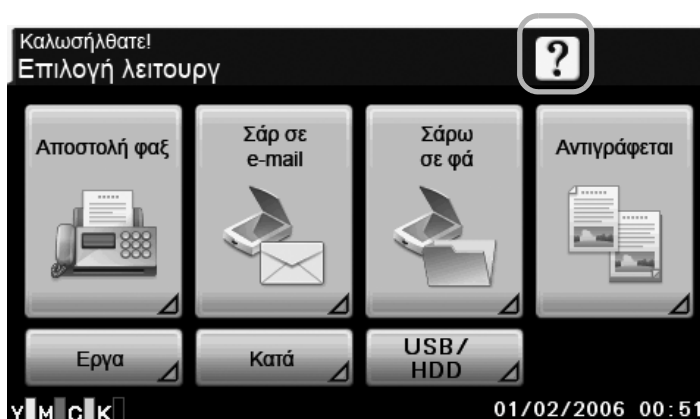 Καλωσήλθατε!
Επιλογή λειτουργ
?
Αποστολή φαξ
Σάρ σε
e-mail
Σάρω
σε φά
Αντιγράφεται
Εργα
Κατά
USB/
HDD
Y M C K
01/02/2006 00:51